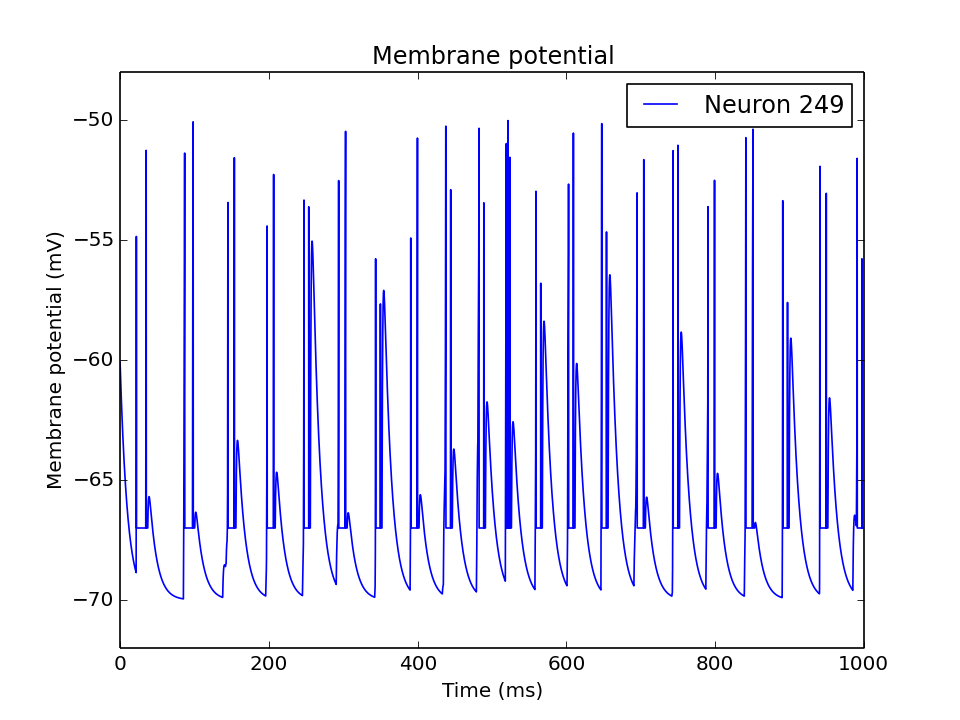 Membrane potential
Neuron 249
−50
−55
−60
−65
−70
Membrane potential (mV)
0 200 400 600 800 1000
Time (ms)